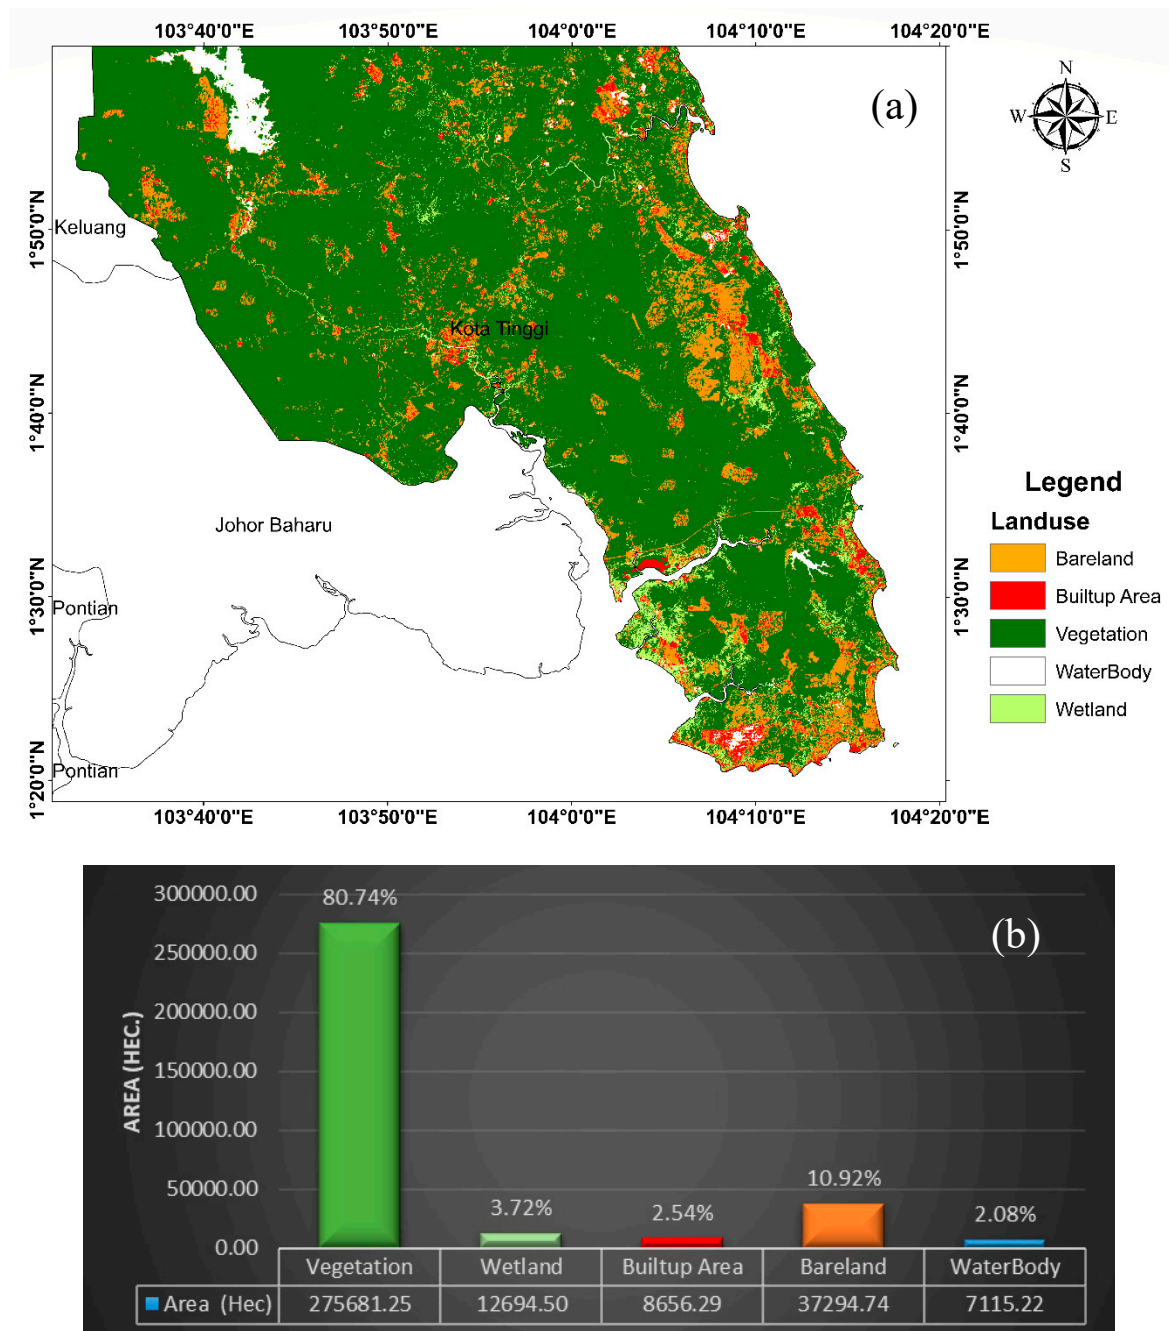 103°40'0"E 103°50'0"E 104°0'0"E 104°10'0"E 104°20'0"E
(a)
N
W E
S
1°50'0"N
Keluang
1°50'0"N
Kota Tinggi
1°40'0"N
1°40'0"N
Johor Baharu
1°30'0"N
Pontian
1°30'0"N
Pontian
1°20'0"N
1°20'0"N
103°40'0"E 103°50'0"E 104°0'0"E 104°10'0"E 104°20'0"E
Legend
Landuse
Bareland
Builtup Area
Vegetation
WaterBody
Wetland
(b)
AREA (HEC.)
300000.00
250000.00
200000.00
150000.00
100000.00
50000.00
0.00
80.74%
3.72%
2.54%
10.92%
2.08%
Vegetation Wetland Builtup Area Bareland WaterBody
Area (Hec) 275681.25 12694.50 8656.29 37294.74 7115.22